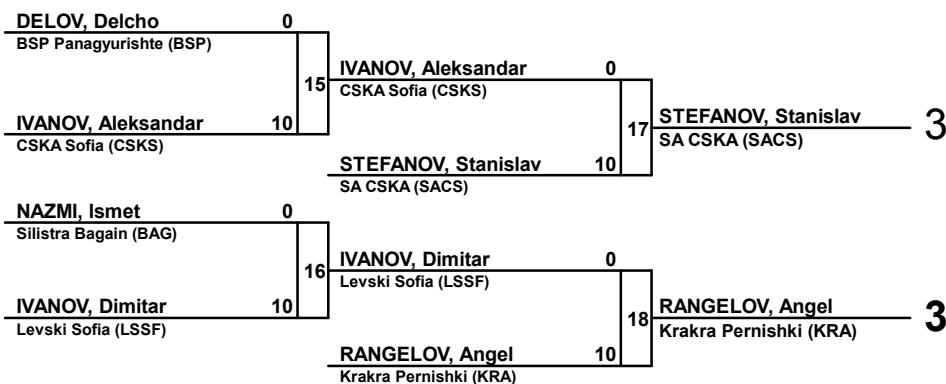 DELOV, Delcho 0
BSP Panagyurishte (BSP)
15
IVANOV, Aleksandar 0
CSKA Sofia (CSKS)
IVANOV, Aleksandar 10
CSKA Sofia (CSKS)
17
STEFANOV, Stanislav 3
SA CSKA (SACS)
STEFANOV, Stanislav 10
SA CSKA (SACS)
NAZMI, Ismet 0
Silistra Bagain (BAG)
16
IVANOV, Dimitar 0
Levski Sofia (LSSF)
IVANOV, Dimitar 10
Levski Sofia (LSSF)
18
RANGELOV, Angel 3
Krakra Pernishki (KRA)
RANGELOV, Angel 10
Krakra Pernishki (KRA)